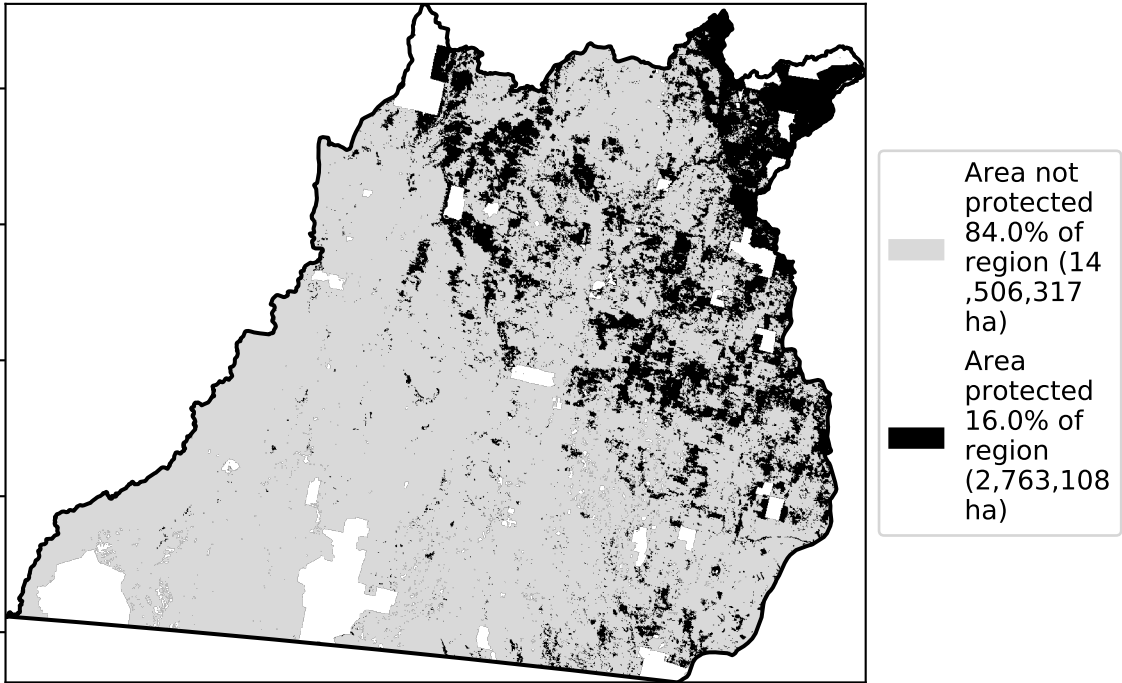 Area not
protected
84.0% of
region (14
,506,317
ha)
Area
protected
16.0% of
region
(2,763,108
ha)